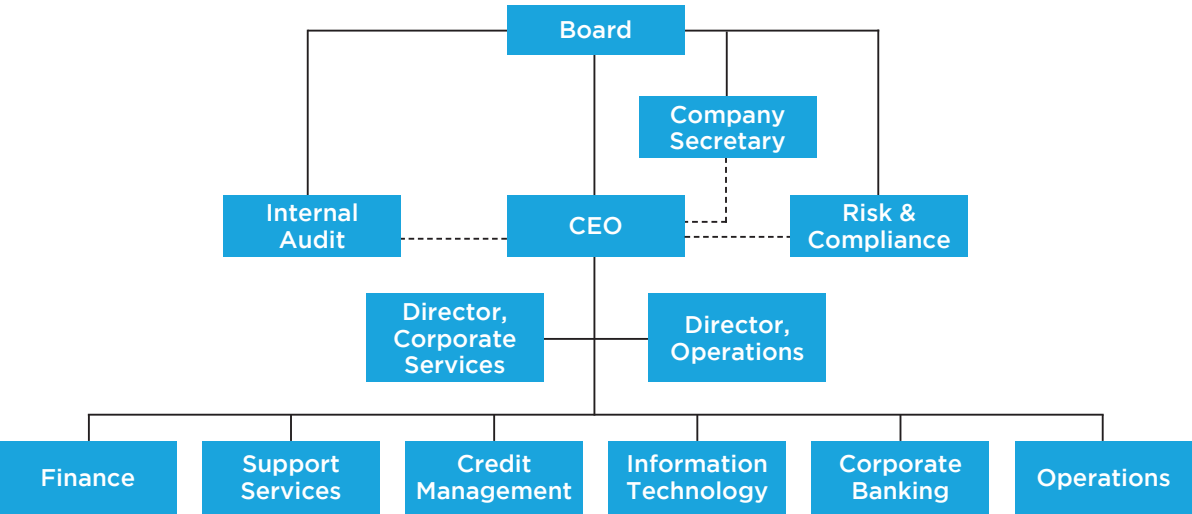 Board
Company
Secretary
Internal
Audit
CEO
Risk &
Compliance
Director,
Corporate
Services
Director,
Operations
Finance
Support
Services
Credit
Management
Information
Technology
Corporate
Banking
Operations